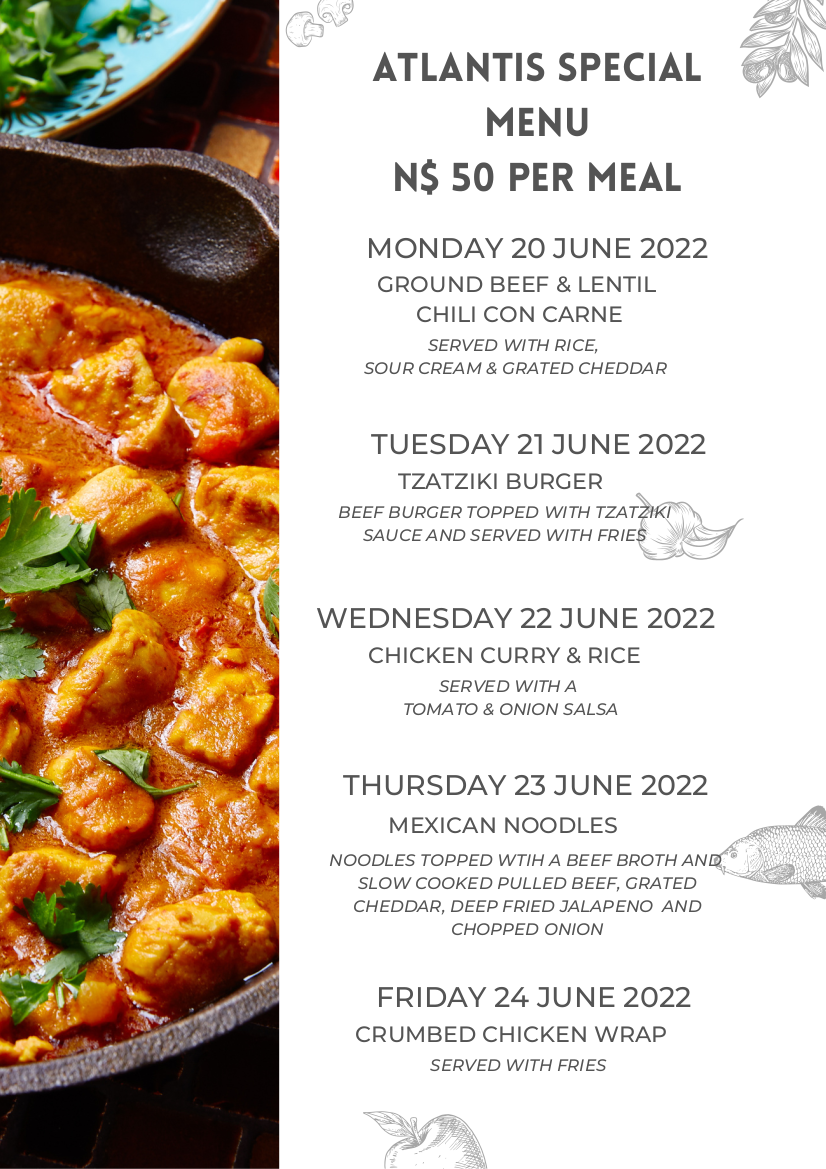 ATLANTIS SPECIAL
MENU
N$ 50 PER MEAL
MONDAY 20 JUNE 2022
GROUND BEEF & LENTIL
CHILI CON CARNE
SERVED WITH RICE,
SOUR CREAM & GRATED CHEDDAR
TUESDAY 21 JUNE 2022
TZATZIKI BURGER
BEEF BURGER TOPPED WITH TZATZIKI
SAUCE AND SERVED WITH FRIES
WEDNESDAY 22 JUNE 2022
CHICKEN CURRY & RICE
SERVED WITH A
TOMATO & ONION SALSA
THURSDAY 23 JUNE 2022
MEXICAN NOODLES
NOODLES TOPPED WTIH A BEEF BROTH AND
SLOW COOKED PULLED BEEF, GRATED
CHEDDAR, DEEP FRIED JALAPENO AND
CHOPPED ONION
FRIDAY 24 JUNE 2022
CRUMBED CHICKEN WRAP
SERVED WITH FRIES